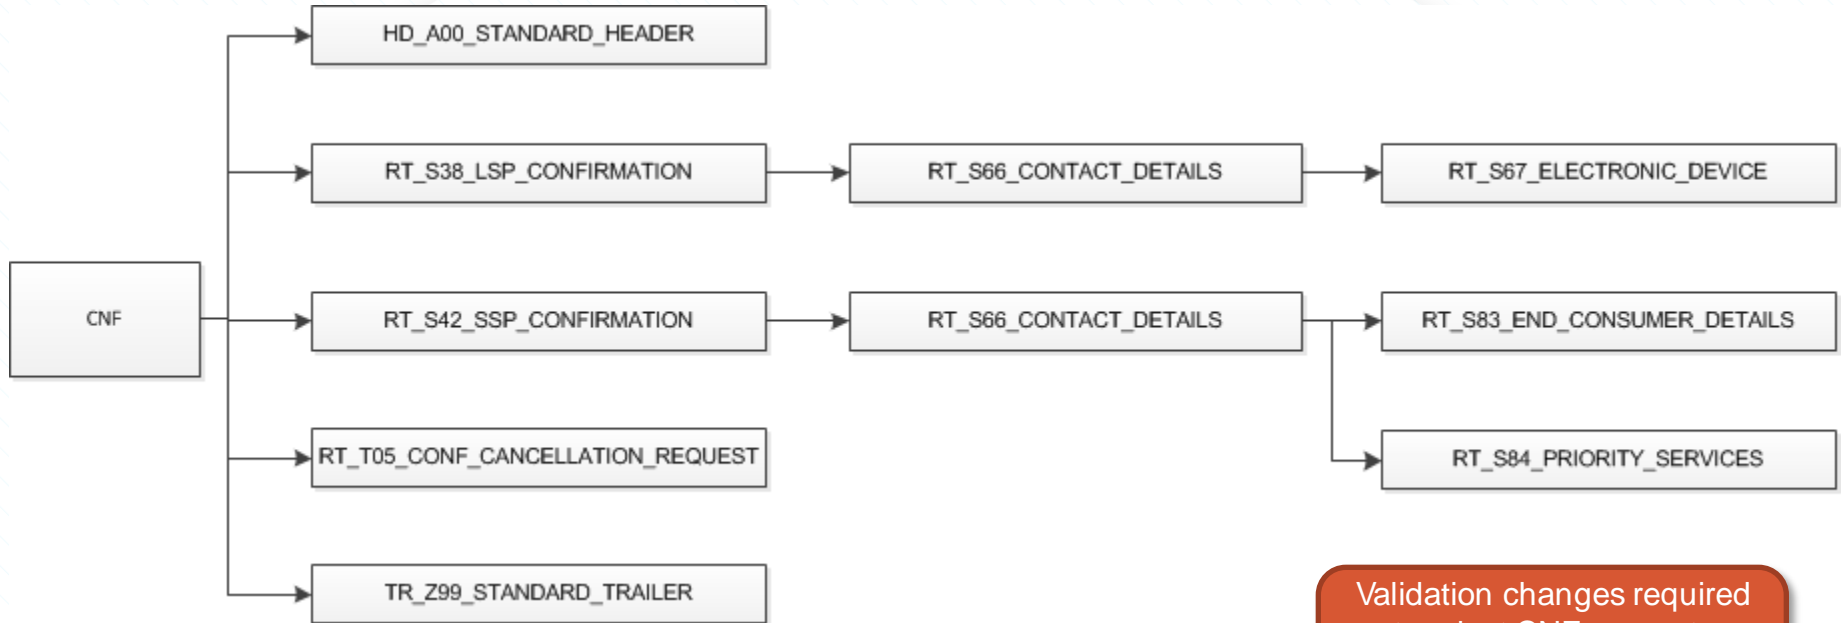 HD_A00_STANDARD_HEADER
RT_S38_LSP_CONFIRMATION
RT_S66_CONTACT_DETAILS
RT_S67_ELECTRONIC_DEVICE
CNF
RT_S42_SSP_CONFIRMATION
RT_S66_CONTACT_DETAILS
RT_S83_END_CONSUMER_DETAILS
RT_T05_CONF_CANCELLATION_REQUEST
RT_S84_PRIORITY_SERVICES
TR_Z99_STANDARD_TRAILER
Validation changes required